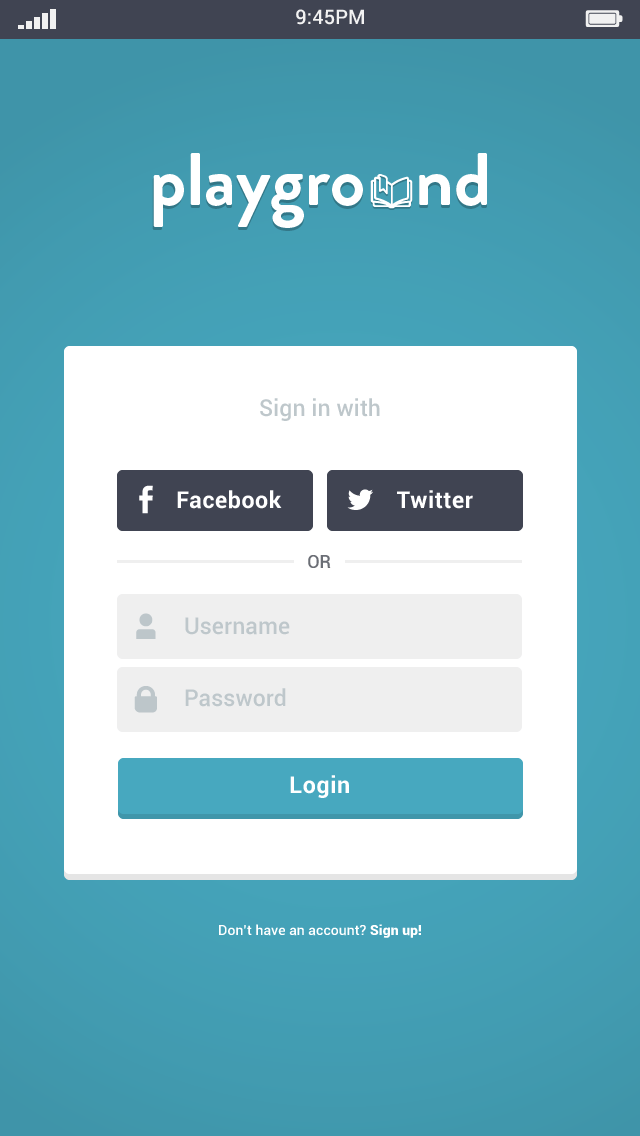 9:45PM
playground
Sign in with
Facebook
Twitter
OR
Username
Password
Login
Don't have an account? Sign up!